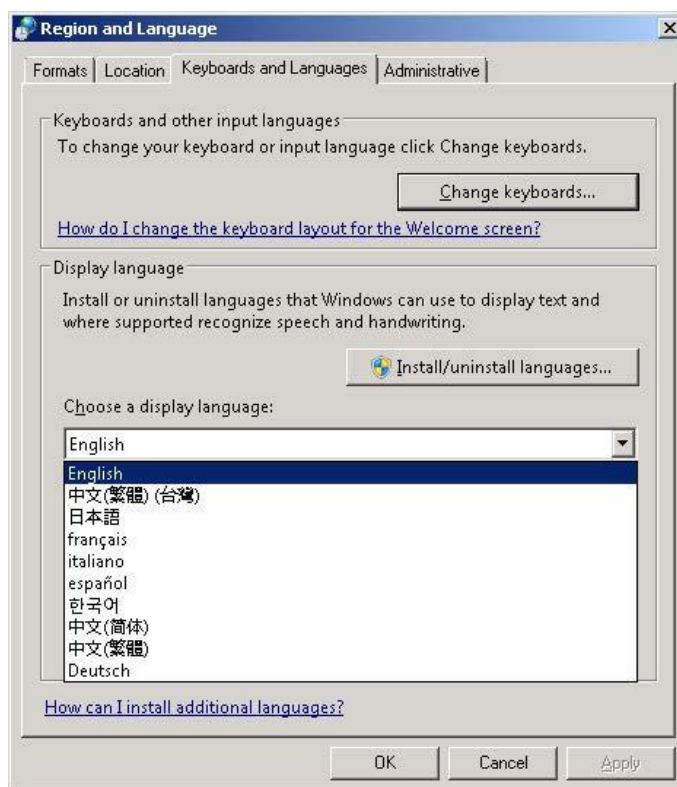 Region and Language
Formats Location Keyboards and Languages Administrative
Keyboards and other input languages
To change your keyboard or input language click Change keyboards.
Change keyboards...
How do I change the keyboard layout for the Welcome screen?
Display language
Install or uninstall languages that Windows can use to display text and
where supported recognize speech and handwriting.
Install/uninstall languages...
Choose a display language:
English
English
中文(繁體) (台灣)
日本語
français
italiano
español
한국어
中文(简体)
中文(繁體)
Deutsch
How can I install additional languages?
OK Cancel Apply